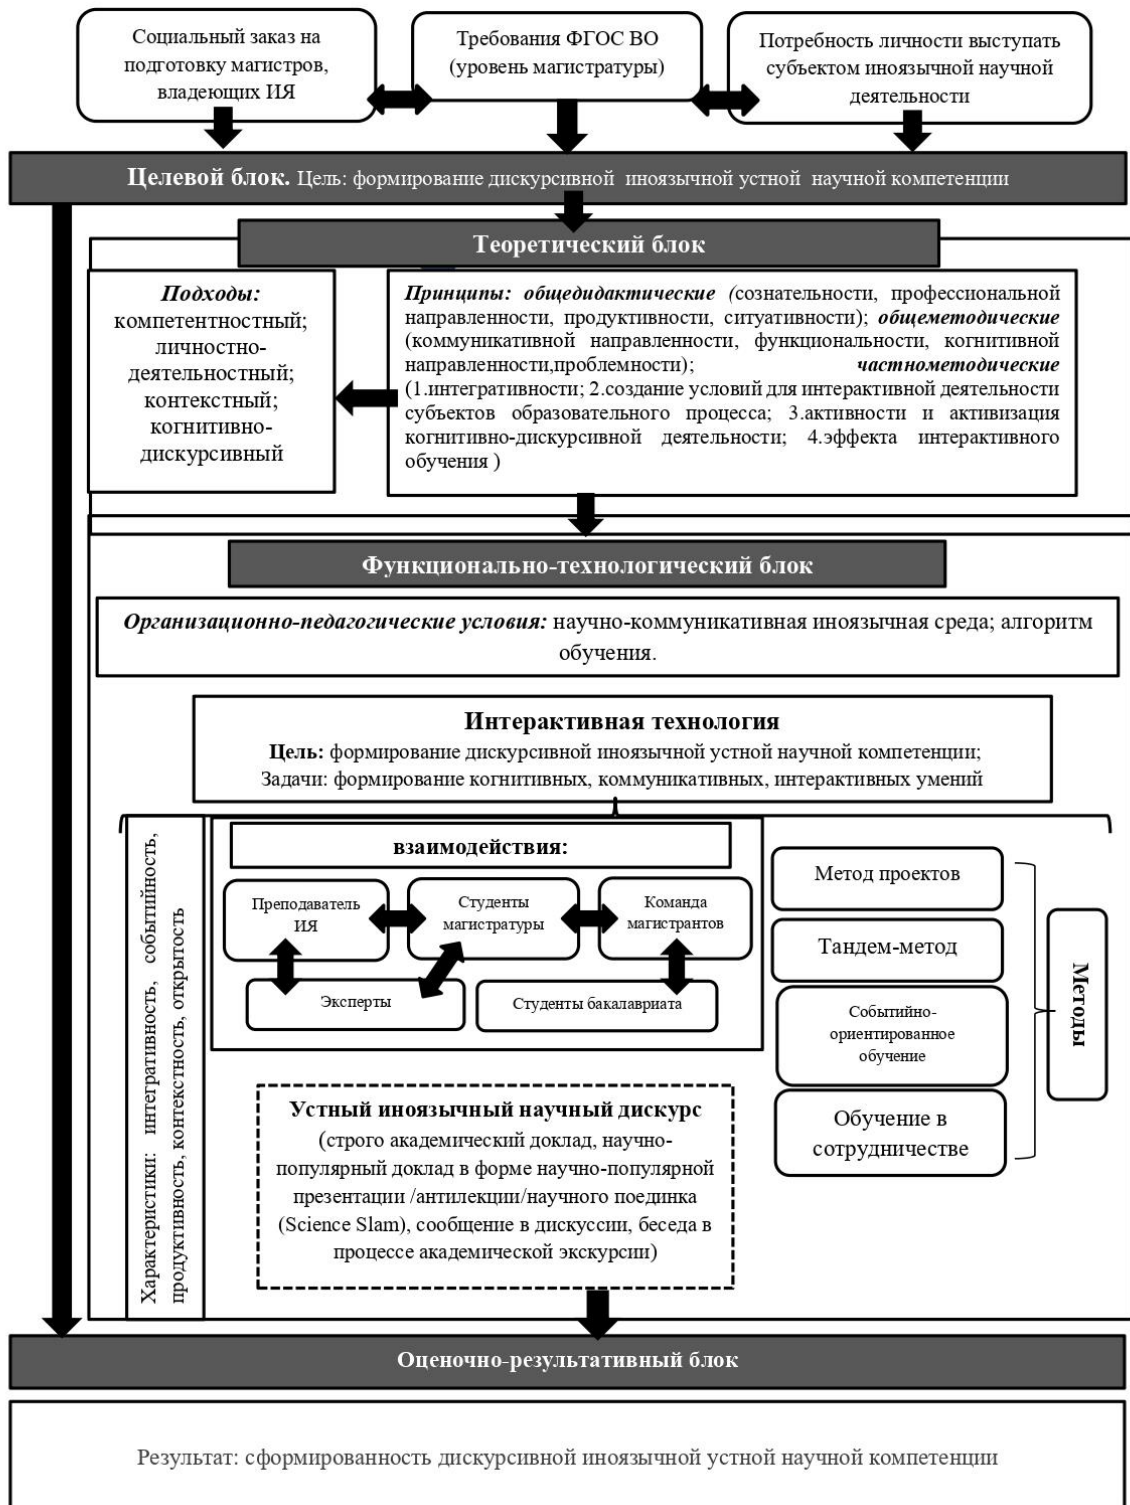 Социальный заказ на
подготовку магистров,
владеющих ИЯ
Требования ФГОС ВО
(уровень магистратуры)
Потребность личности выступать
субъектом иноязычной научной
деятельности
Целевой блок. Цель: формирование дискурсивной иноязычной устной научной компетенции
Теоретический блок
Подходы:
компетентностный;
личностно-
деятельностный;
контекстный;
когнитивно-
дискурсивный
Принципы: общедидактические (сознательности, профессиональной
направленности, продуктивности, ситуативности); общеметодические
(коммуникативной направленности, функциональности, когнитивной
направленности,проблемности); частнометодические
(1.интегративности; 2.создание условий для интерактивной деятельности
субъектов образовательного процесса; 3.активности и активизация
когнитивно-дискурсивной деятельности; 4.эффекта интерактивного
обучения )
Функционально-технологический блок
Организационно-педагогические условия: научно-коммуникативная иноязычная среда; алгоритм
обучения.
Интерактивная технология
Цель: формирование дискурсивной иноязычной устной научной компетенции;
Задачи: формирование когнитивных, коммуникативных, интерактивных умений
Характеристики: интегративность, событийность,
продуктивность, контекстность, открытость
взаимодействия:
Преподаватель
ИЯ
Студенты
магистратуры
Команда
магистрантов
Эксперты
Студенты бакалавриата
Метод проектов
Тандем-метод
Событийно-
ориентированное
обучение
Обучение в
сотрудничестве
Методы
Устный иноязычный научный дискурс
(строго академический доклад, научно-
популярный доклад в форме научно-популярной
презентации /антилекции/научного поединка
(Science Slam), сообщение в дискуссии, беседа в
процессе академической экскурсии)
Оценочно-результативный блок
Результат: сформированность дискурсивной иноязычной устной научной компетенции